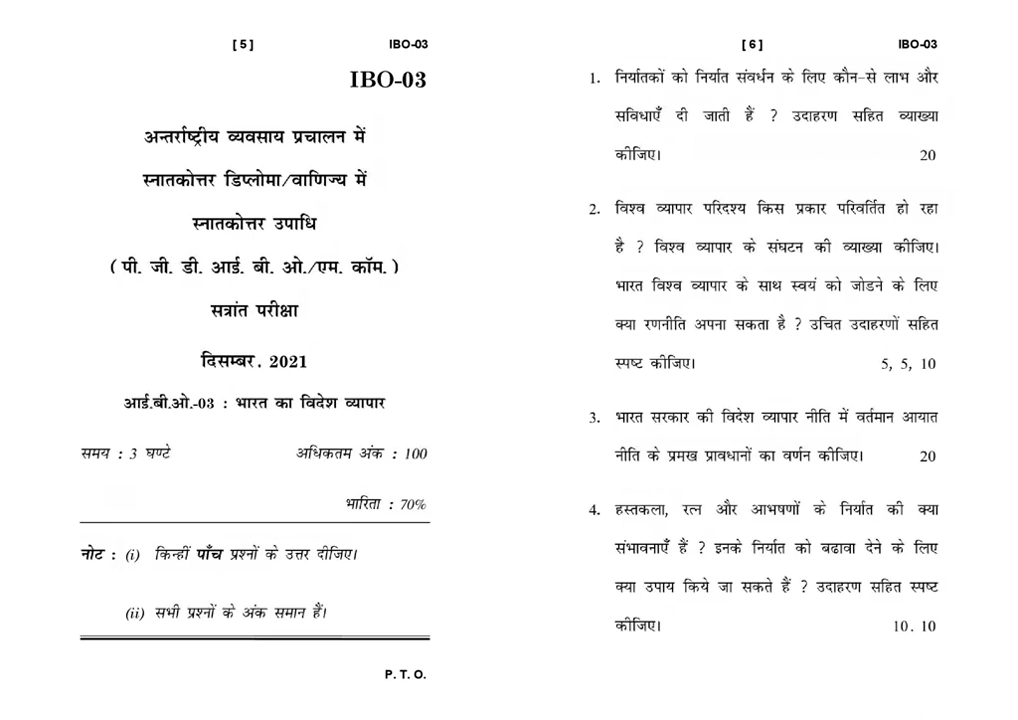 [ 5 ] IBO-03
IBO-03
अन्तर्राष्ट्रीय व्यवसाय प्रचालन में
स्नातकोत्तर डिप्लोमा/वाणिज्य में
स्नातकोत्तर उपाधि
( पी. जी. डी. आई. बी. ओ./एम. कॉम. )
सत्रांत परीक्षा
दिसम्बर. 2021
आई.बी.ओ.-03 : भारत का विदेश व्यापार
समय : 3 घण्टे अधिकतम अंक : 100
भारिता : 70%
नोट : (i) किन्हीं पाँच प्रश्नों के उत्तर दीजिए।
(ii) सभी प्रश्नों के अंक समान हैं।
P. T. O.
[ 6 ] IBO-03
1. निर्यातकों को निर्यात संवर्धन के लिए कौन-से लाभ और
सविधाएँ दी जाती हैं ? उदाहरण सहित व्याख्या
कीजिए। 20
2. विश्व व्यापार परिदश्य किस प्रकार परिवर्तित हो रहा
है ? विश्व व्यापार के संघटन की व्याख्या कीजिए।
भारत विश्व व्यापार के साथ स्वयं को जोडने के लिए
क्या रणनीति अपना सकता है ? उचित उदाहरणों सहित
स्पष्ट कीजिए। 5, 5, 10
3. भारत सरकार की विदेश व्यापार नीति में वर्तमान आयात
नीति के प्रमख प्रावधानों का वर्णन कीजिए। 20
4. हस्तकला, रत्न और आभषणों के निर्यात की क्या
संभावनाएँ हैं ? इनके निर्यात को बढावा देने के लिए
क्या उपाय किये जा सकते हैं ? उदाहरण सहित स्पष्ट
कीजिए। 10. 10